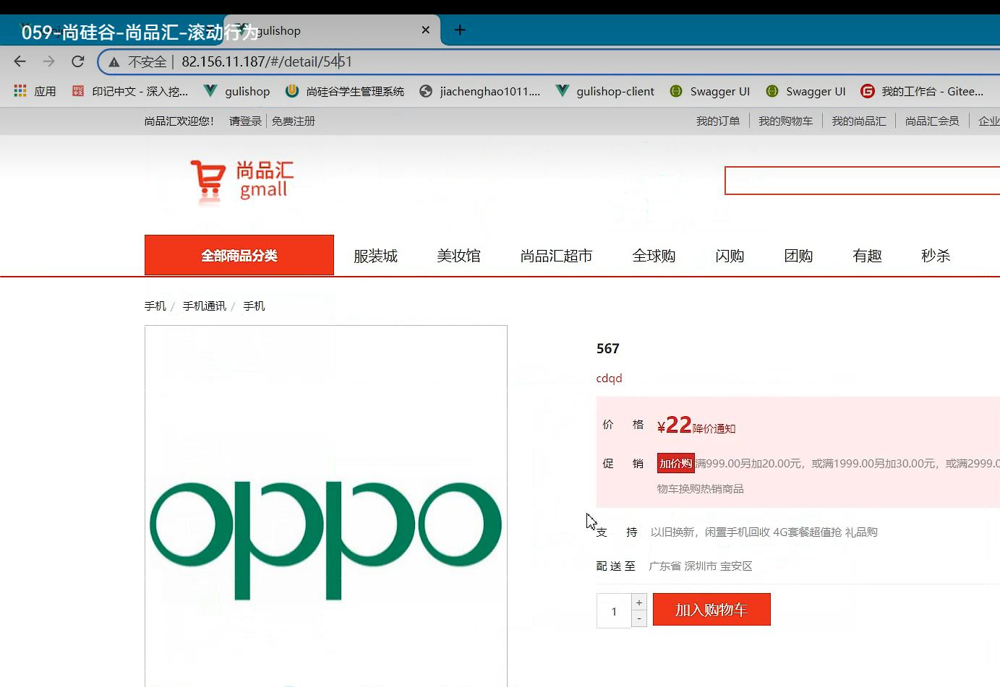 059-尚硅谷-尚品汇-滚动行为
gulishop
不安全 | 82.156.11.187/#/detail/5451
应用 印记中文 - 深入挖... gulishop 尚硅谷学生管理系统 jiachenghao1011.... gulishop-client Swagger UI Swagger UI 我的工作台 - Gitee...
尚品汇欢迎您! 请登录 免费注册 我的订单 我的购物车 我的尚品汇 尚品汇会员 企业
尚品汇
gmall
全部商品分类 服装城 美妆馆 尚品汇超市 全球购 闪购 团购 有趣 秒杀
手机 / 手机通讯 / 手机
567
cdqd
价 格 ¥22降价通知
促 销 加价购 满999.00另加20.00元，或满1999.00另加30.00元，或满2999.0
物车换购热销商品
支 持 以旧换新，闲置手机回收 4G套餐超值抢 礼品购
配送至 广东省 深圳市 宝安区
1 + - 加入购物车
oppo